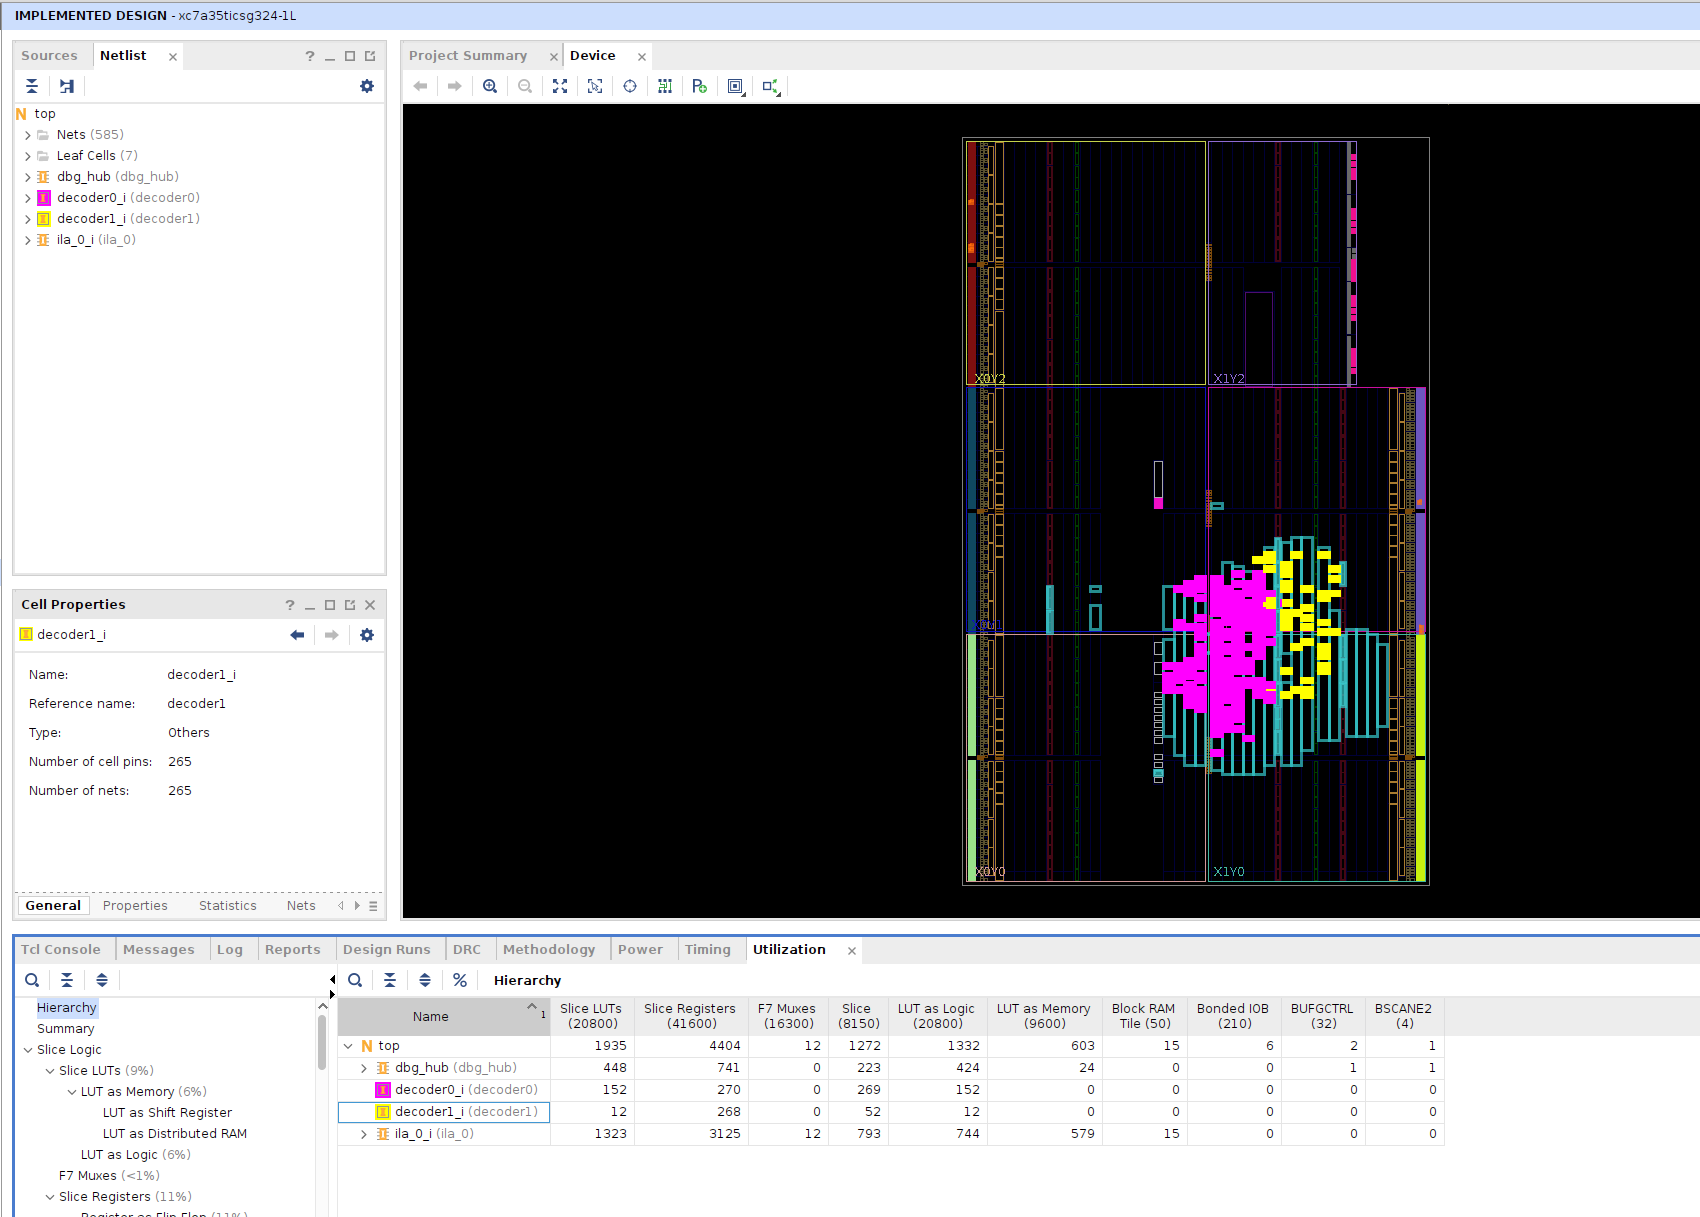 IMPLEMENTED DESIGN - xc7a35ticsg324-1L
Sources
Netlist
top
Nets (585)
Leaf Cells (7)
dbg_hub (dbg_hub)
decoder0_i (decoder0)
decoder1_i (decoder1)
ila_0_i (ila_0)
Cell Properties
decoder1_i
Name: decoder1_i
Reference name: decoder1
Type: Others
Number of cell pins: 265
Number of nets: 265
General Properties Statistics Nets
Project Summary
Device
X0Y2
X1Y2
X0Y0
X1Y0
Tcl Console Messages Log Reports Design Runs DRC Methodology Power Timing Utilization
Hierarchy
Summary
Slice Logic
Slice LUTs (9%)
LUT as Memory (6%)
LUT as Shift Register
LUT as Distributed RAM
LUT as Logic (6%)
F7 Muxes (<1%)
Slice Registers (11%)
Register as Flip Flop (11%)
% Hierarchy
Name 1 Slice LUTs (20800) Slice Registers (41600) F7 Muxes (16300) Slice (8150) LUT as Logic (20800) LUT as Memory (9600) Block RAM Tile (50) Bonded IOB (210) BUFGCTRL (32) BSCANE2 (4)
top 1935 4404 12 1272 1332 603 15 6 2 1
dbg_hub (dbg_hub) 448 741 0 223 424 24 0 0 1 1
decoder0_i (decoder0) 152 270 0 269 152 0 0 0 0 0
decoder1_i (decoder1) 12 268 0 52 12 0 0 0 0 0
ila_0_i (ila_0) 1323 3125 12 793 744 579 15 0 0 0